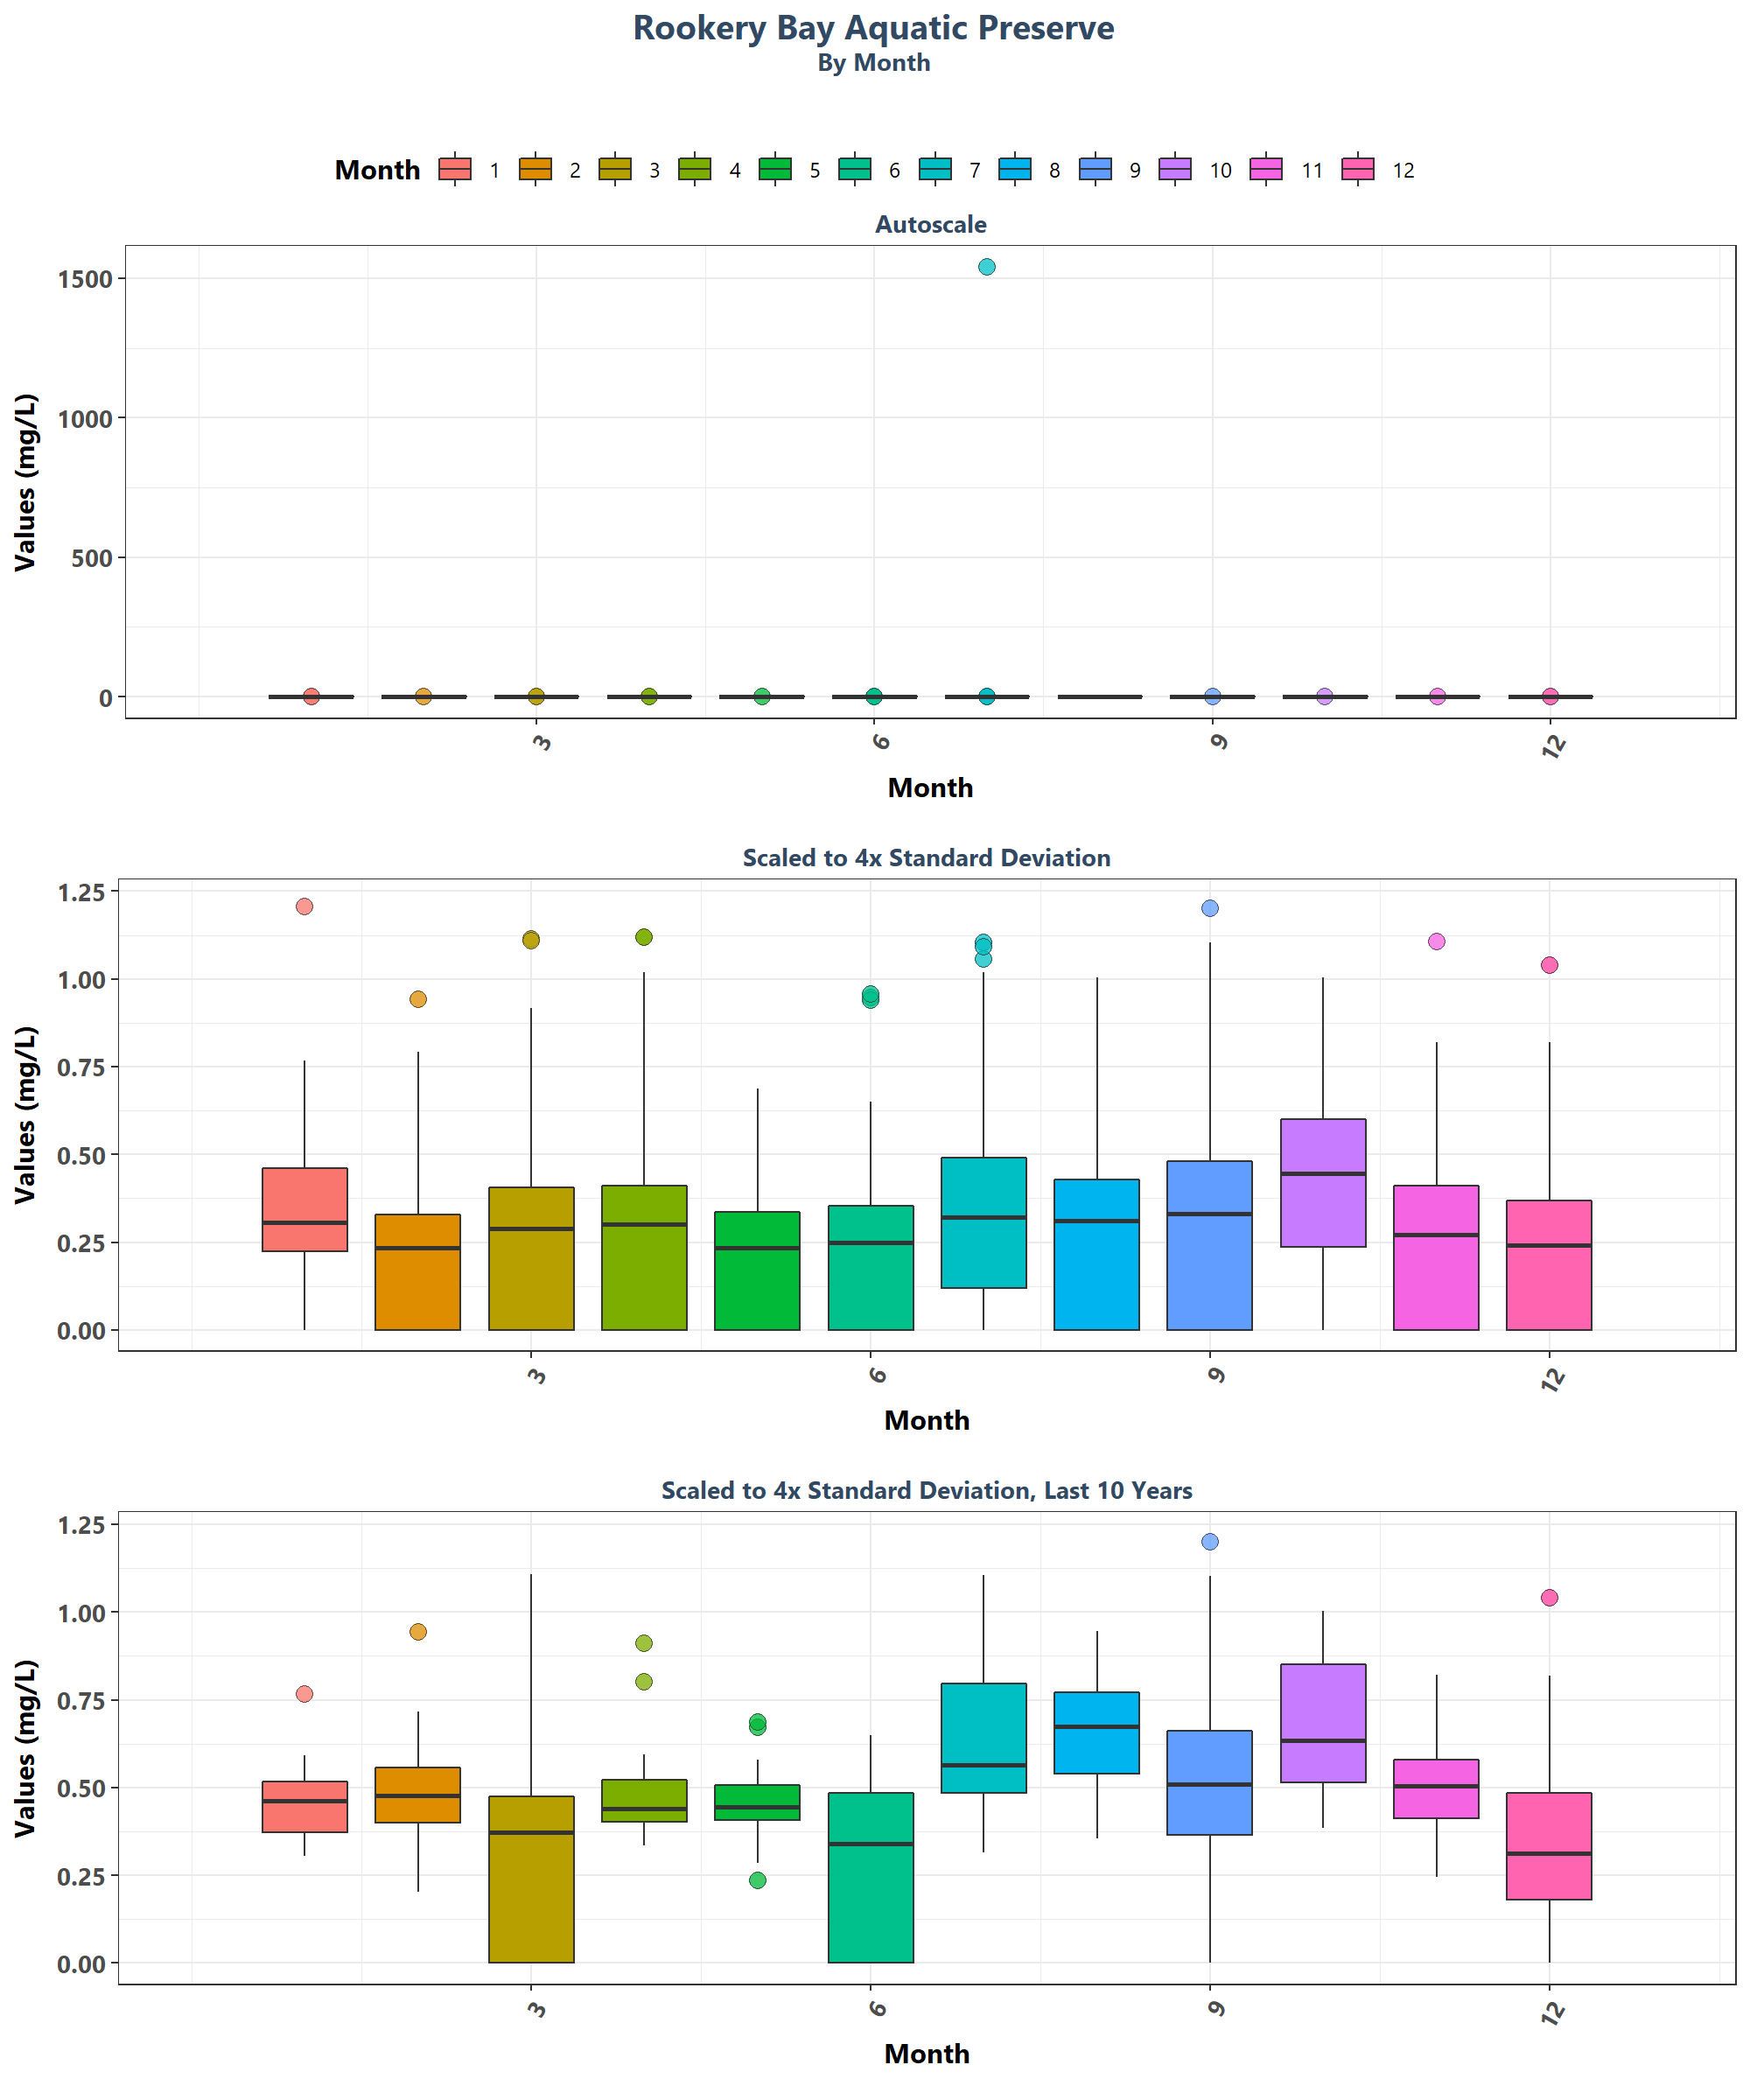 Rookery Bay Aquatic Preserve
By Month
Month 1 2 3 4 5 6 7 8 9 10 11 12
Autoscale
Values (mg/L)
1500
1000
500
0
3 6 9 12
Month
Scaled to 4x Standard Deviation
Values (mg/L)
1.25
1.00
0.75
0.50
0.25
0.00
3 6 9 12
Month
Scaled to 4x Standard Deviation, Last 10 Years
Values (mg/L)
1.25
1.00
0.75
0.50
0.25
0.00
3 6 9 12
Month